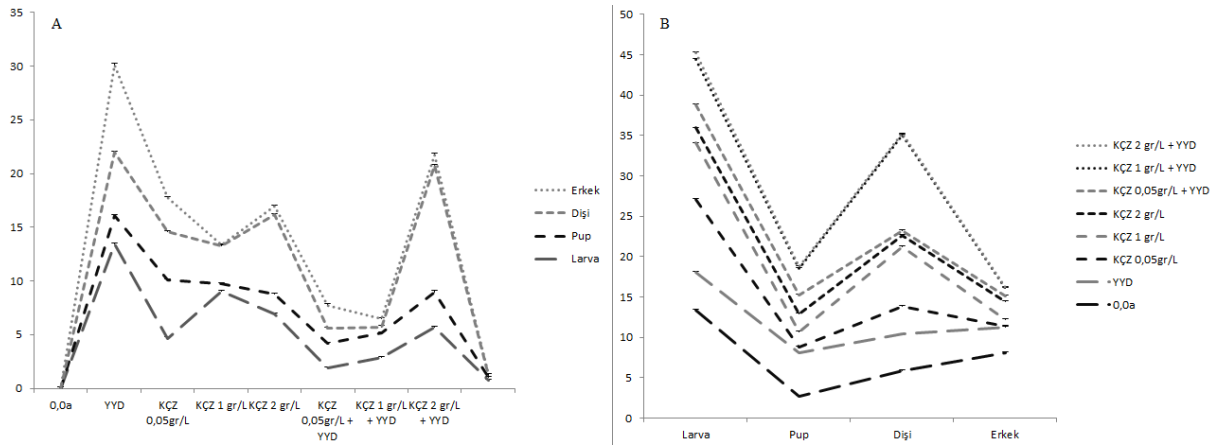 A
35
30
25
20
15
10
5
0
0,0a
YYD
KÇZ
0,05gr/L
KÇZ 1 gr/L
KÇZ 2 gr/L
KÇZ
0,05gr/L +
YYD
KÇZ 1 gr/L
+ YYD
KÇZ 2 gr/L
+ YYD
Erkek
Dişi
Pup
Larva
B
50
45
40
35
30
25
20
15
10
5
0
Larva
Pup
Dişi
Erkek
KÇZ 2 gr/L + YYD
KÇZ 1 gr/L + YYD
KÇZ 0,05gr/L + YYD
KÇZ 2 gr/L
KÇZ 1 gr/L
KÇZ 0,05gr/L
YYD
0,0a